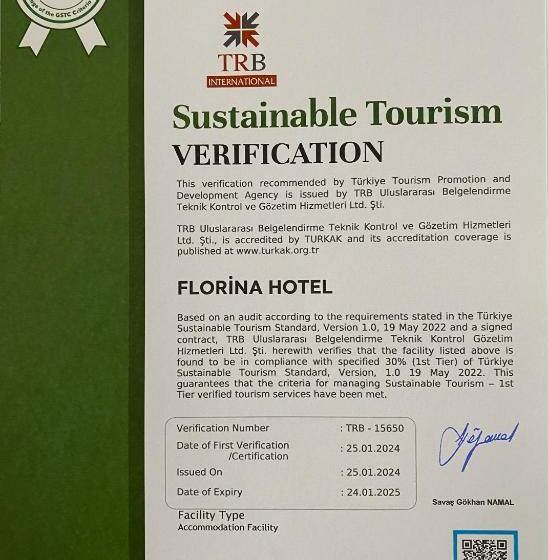 age of the GSTC Criteria
TRB
INTERNATIONAL
Sustainable Tourism
VERIFICATION
This verification recommended by Türkiye Tourism Promotion and
Development Agency is issued by TRB Uluslararası Belgelendirme
Teknik Kontrol ve Gözetim Hizmetleri Ltd. Şti.
TRB Uluslararası Belgelendirme Teknik Kontrol ve Gözetim Hizmetleri
Ltd. Şti., is accredited by TURKAK and its accreditation coverage is
published at www.turkak.org.tr
FLORİNA HOTEL
Based on an audit according to the requirements stated in the Türkiye
Sustainable Tourism Standard, Version 1.0, 19 May 2022 and a signed
contract, TRB Uluslararası Belgelendirme Teknik Kontrol Gözetim
Hizmetleri Ltd. Şti. herewith verifies that the facility listed above is
found to be in compliance with specified 30% (1st Tier) of Türkiye
Sustainable Tourism Standard, Version, 1.0 19 May 2022. This
guarantees that the criteria for managing Sustainable Tourism – 1st
Tier verified tourism services have been met.
Verification Number : TRB - 15650
Date of First Verification
/Certification : 25.01.2024
Issued On : 25.01.2024
Date of Expiry : 24.01.2025
Savaş Gökhan NAMAL
Facility Type
Accommodation Facility